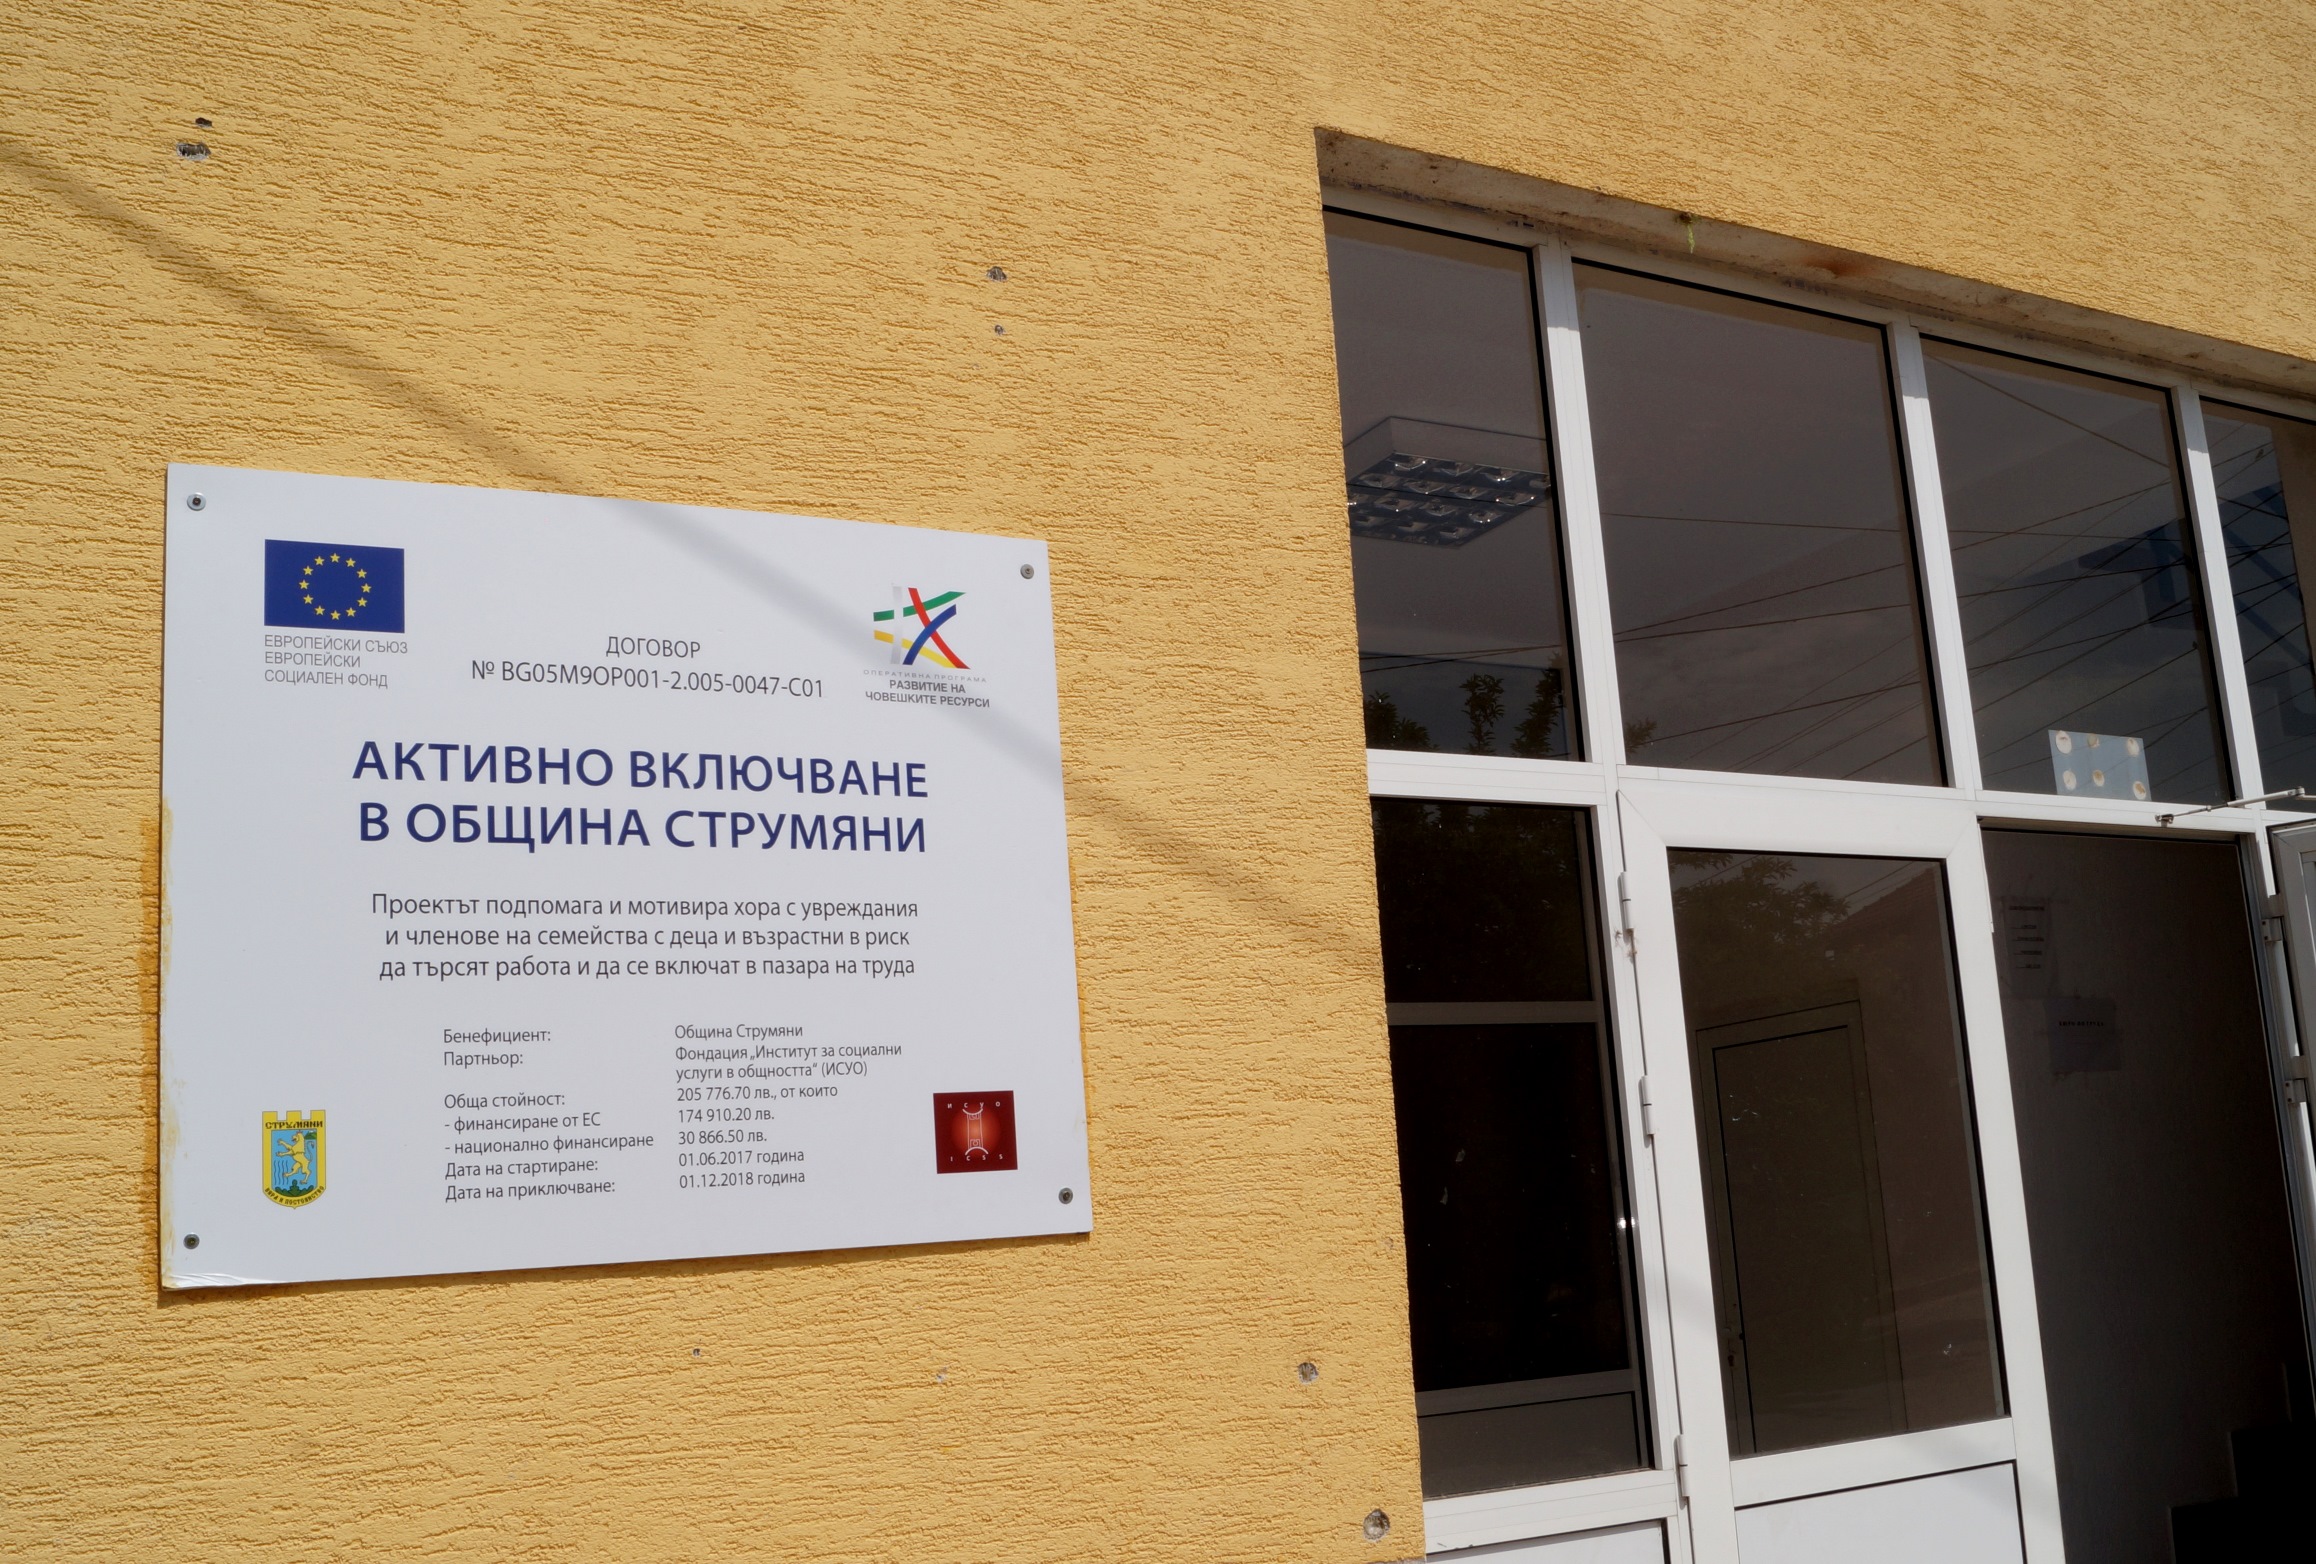 ЕВРОПЕЙСКИ СЪЮЗ
ЕВРОПЕЙСКИ
СОЦИАЛЕН ФОНД
ДОГОВОР
№ BG05M9OP001-2.005-0047-C01
ОПЕРАТИВНА ПРОГРАМА
РАЗВИТИЕ НА
ЧОВЕШКИТЕ РЕСУРСИ
АКТИВНО ВКЛЮЧВАНЕ
В ОБЩИНА СТРУМЯНИ
Проектът подпомага и мотивира хора с увреждания
и членове на семейства с деца и възрастни в риск
да търсят работа и да се включат в пазара на труда
Бенефициент: Община Струмяни
Партньор: Фондация „Институт за социални
услуги в общността“ (ИСУО)
Обща стойност: 205 776.70 лв., от които
- финансиране от ЕС 174 910.20 лв.
- национално финансиране 30 866.50 лв.
Дата на стартиране: 01.06.2017 година
Дата на приключване: 01.12.2018 година
СТРУМЯНИ
ВЯРА И ДОСТОЙНСТВО
ИСУО
ICSS